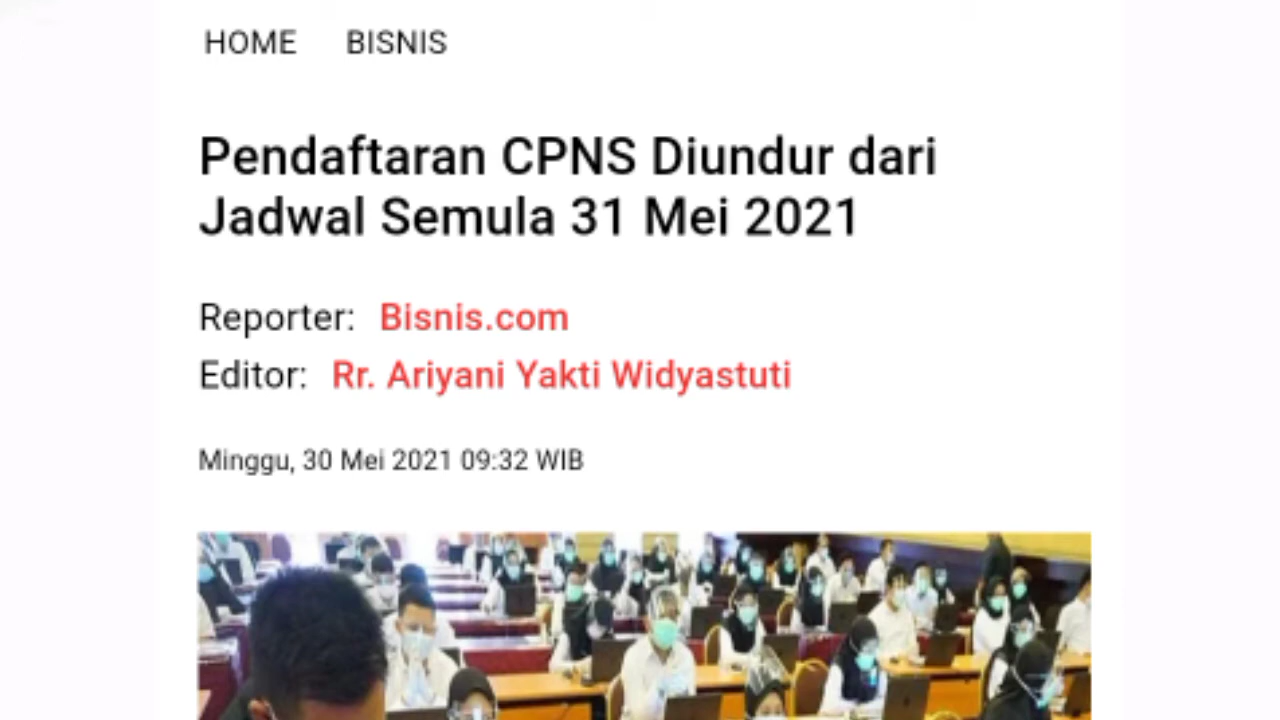 HOME BISNIS
Pendaftaran CPNS Diundur dari
Jadwal Semula 31 Mei 2021
Reporter: Bisnis.com
Editor: Rr. Ariyani Yakti Widyastuti
Minggu, 30 Mei 2021 09:32 WIB